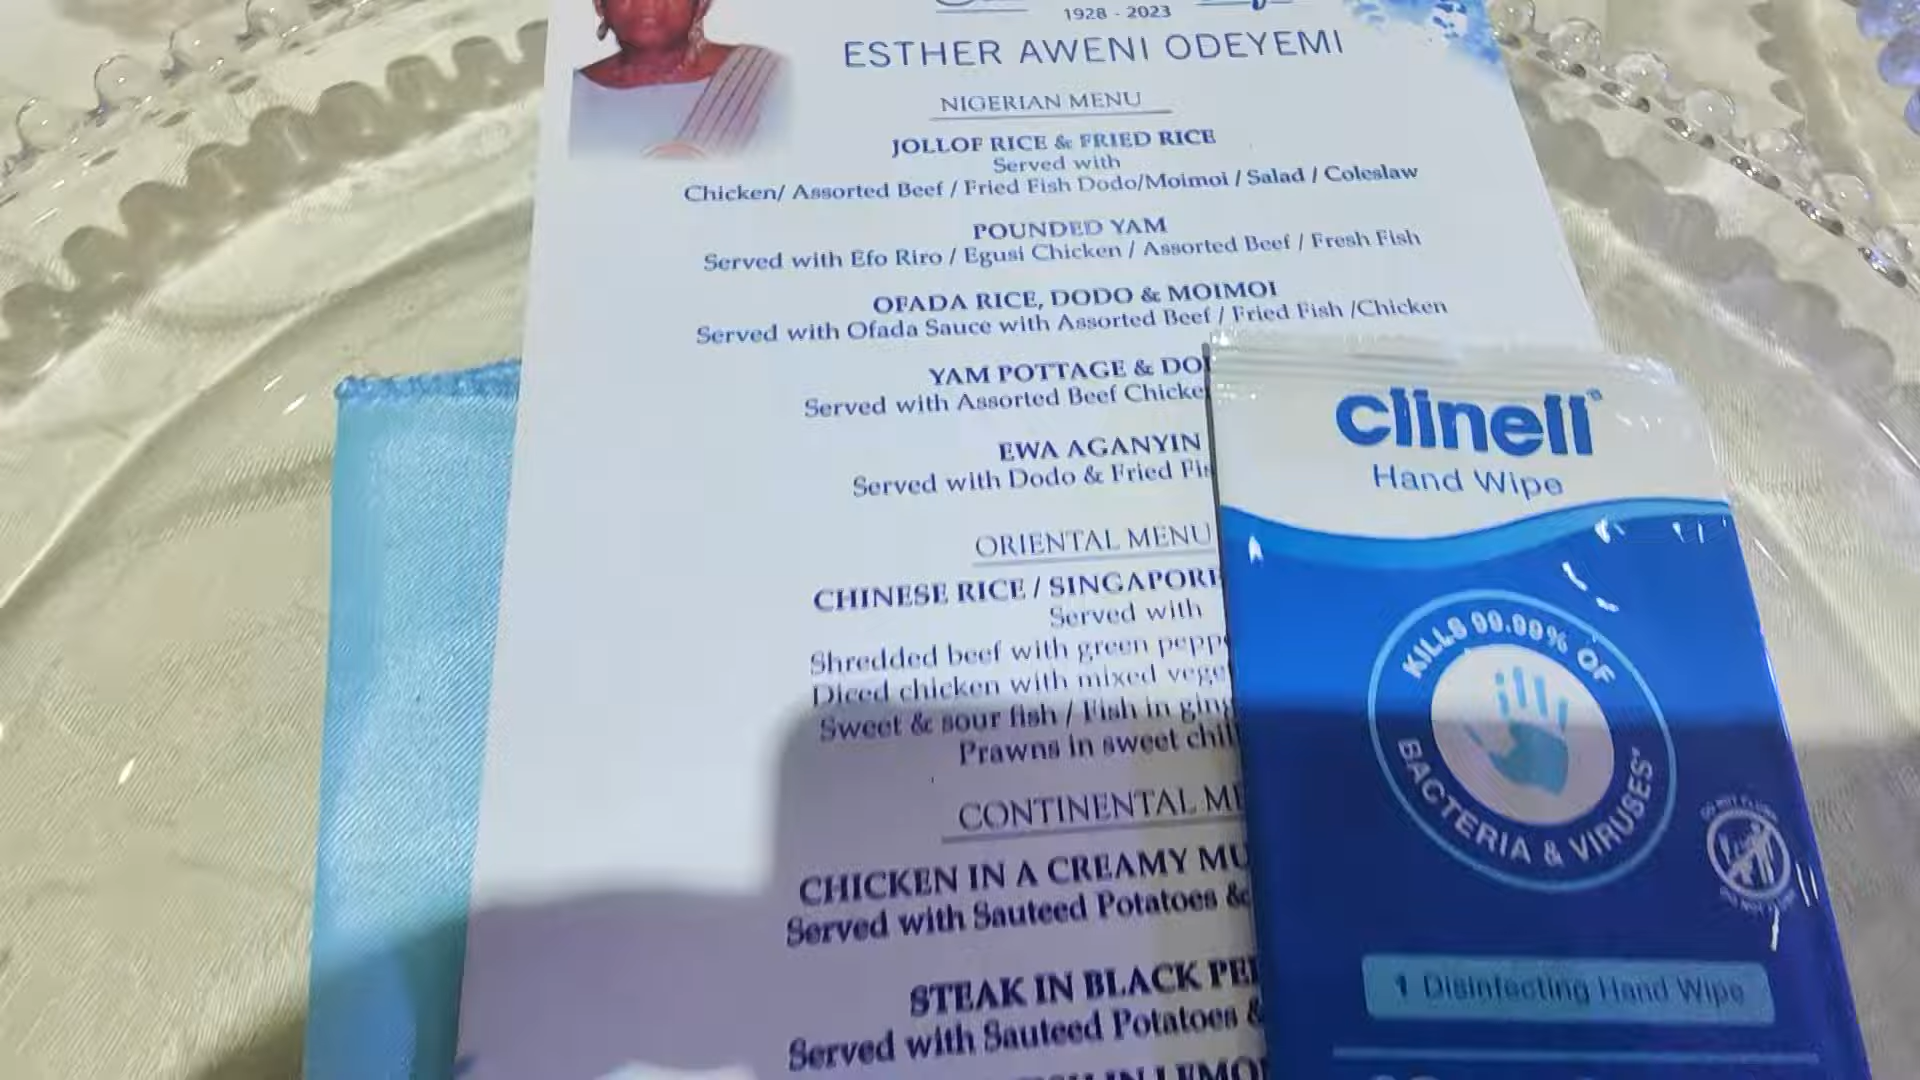 1928 - 2023
ESTHER AWENI ODEYEMI
NIGERIAN MENU
JOLLOF RICE & FRIED RICE
Served with
Chicken/ Assorted Beef / Fried Fish Dodo/Moimoi / Salad / Coleslaw
POUNDED YAM
Served with Efo Riro / Egusi Chicken / Assorted Beef / Fresh Fish
OFADA RICE, DODO & MOIMOI
Served with Ofada Sauce with Assorted Beef / Fried Fish /Chicken
YAM POTTAGE &
Served with Assorted Beef
EWA AGANYIN
Served with Dodo & Fried
ORIENTAL MENU
CHINESE RICE /
Served with
Shredded beef with green
Diced chicken with mixed
Sweet & sour fish / Fish in
Prawns in sweet
CONTINENTAL
CHICKEN IN A CREAMY
Served with Sauteed Potatoes &
STEAK IN BLACK
Served with Sauteed Potatoes &
IN
clinell®
Hand Wipe
KILLS 99.99% OF
BACTERIA & VIRUSES*
DO NOT FLUSH
1 Disinfecting Hand Wipe